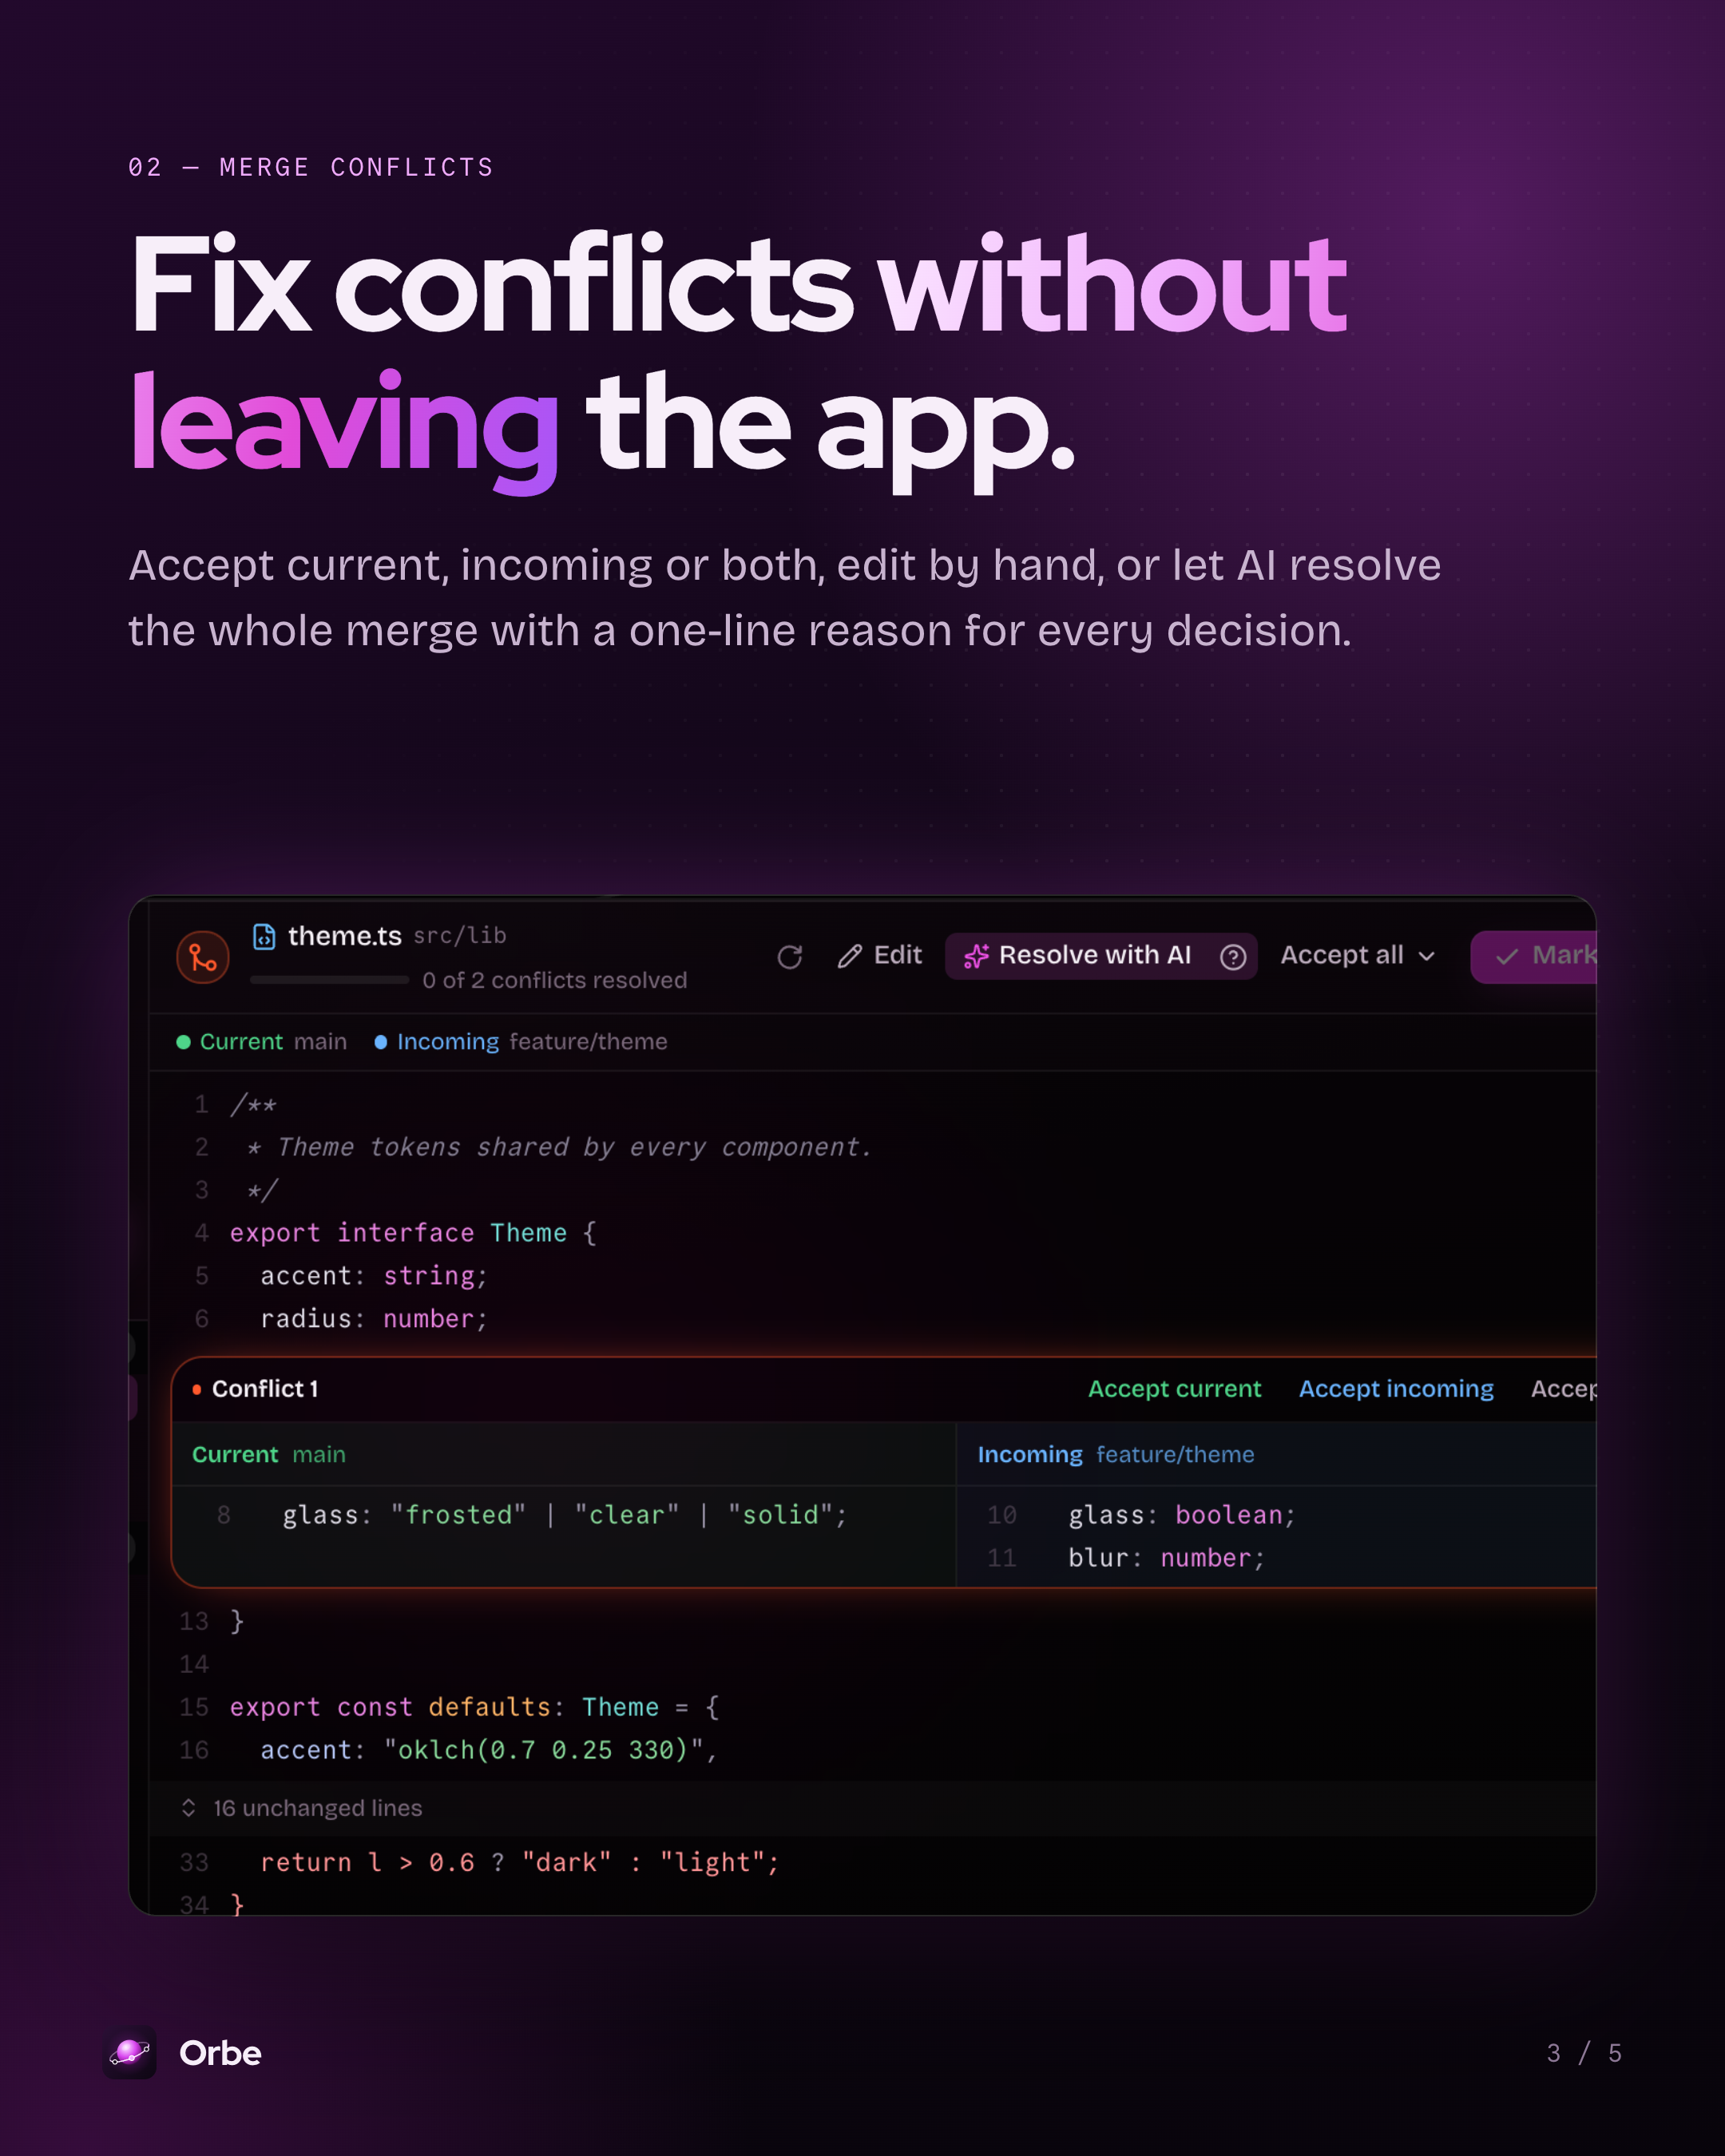 02 — MERGE CONFLICTS
Fix conflicts without
leaving the app.
Accept current, incoming or both, edit by hand, or let AI resolve
the whole merge with a one-line reason for every decision.
theme.ts src/lib
0 of 2 conflicts resolved
Edit Resolve with AI Accept all Mark
Current main Incoming feature/theme
1 /**
2 * Theme tokens shared by every component.
3 */
4 export interface Theme {
5 accent: string;
6 radius: number;
Conflict 1 Accept current Accept incoming Accep
Current main Incoming feature/theme
8 glass: "frosted" | "clear" | "solid"; 10 glass: boolean;
11 blur: number;
13 }
14
15 export const defaults: Theme = {
16 accent: "oklch(0.7 0.25 330)",
16 unchanged lines
33 return l > 0.6 ? "dark" : "light";
34 }
Orbe 3 / 5